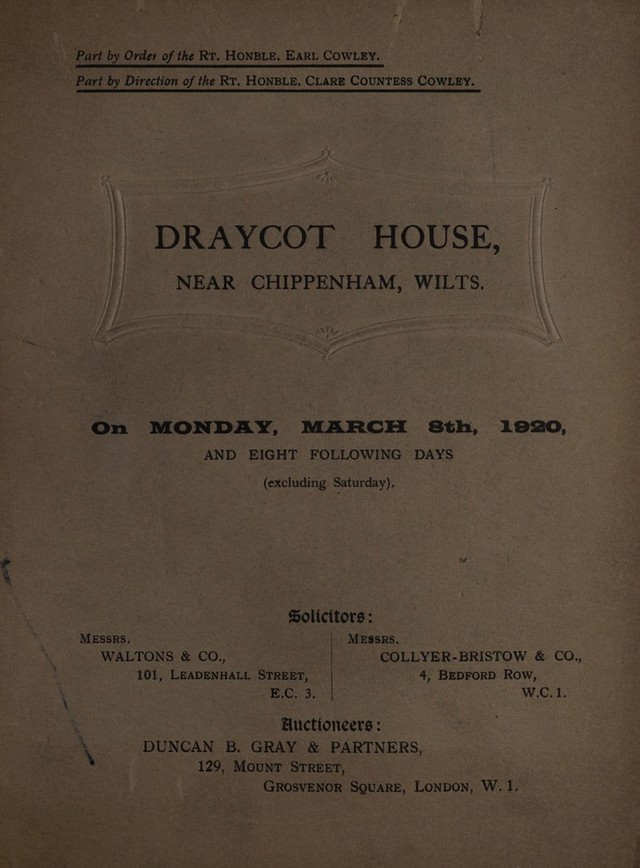 Part by Order of the RT. HONBLE. EARL COWLEY.
Part by Direction of the RT. HONBLE. CLARE COUNTESS COWLEY.
DRAYCOT HOUSE,
NEAR CHIPPENHAM, WILTS.
On MONDAY, MARCH 8th, 1920,
AND EIGHT FOLLOWING DAYS
(excluding Saturday).
Solicitors:
MESSRS.
WALTONS & CO.,
101, LEADENHALL STREET,
E.C. 3.
MESSRS.
COLLYER-BRISTOW & CO.,
4, BEDFORD ROW,
W.C. 1.
Auctioneers:
DUNCAN B. GRAY & PARTNERS,
129, MOUNT STREET,
GROSVENOR SQUARE, LONDON, W. 1.